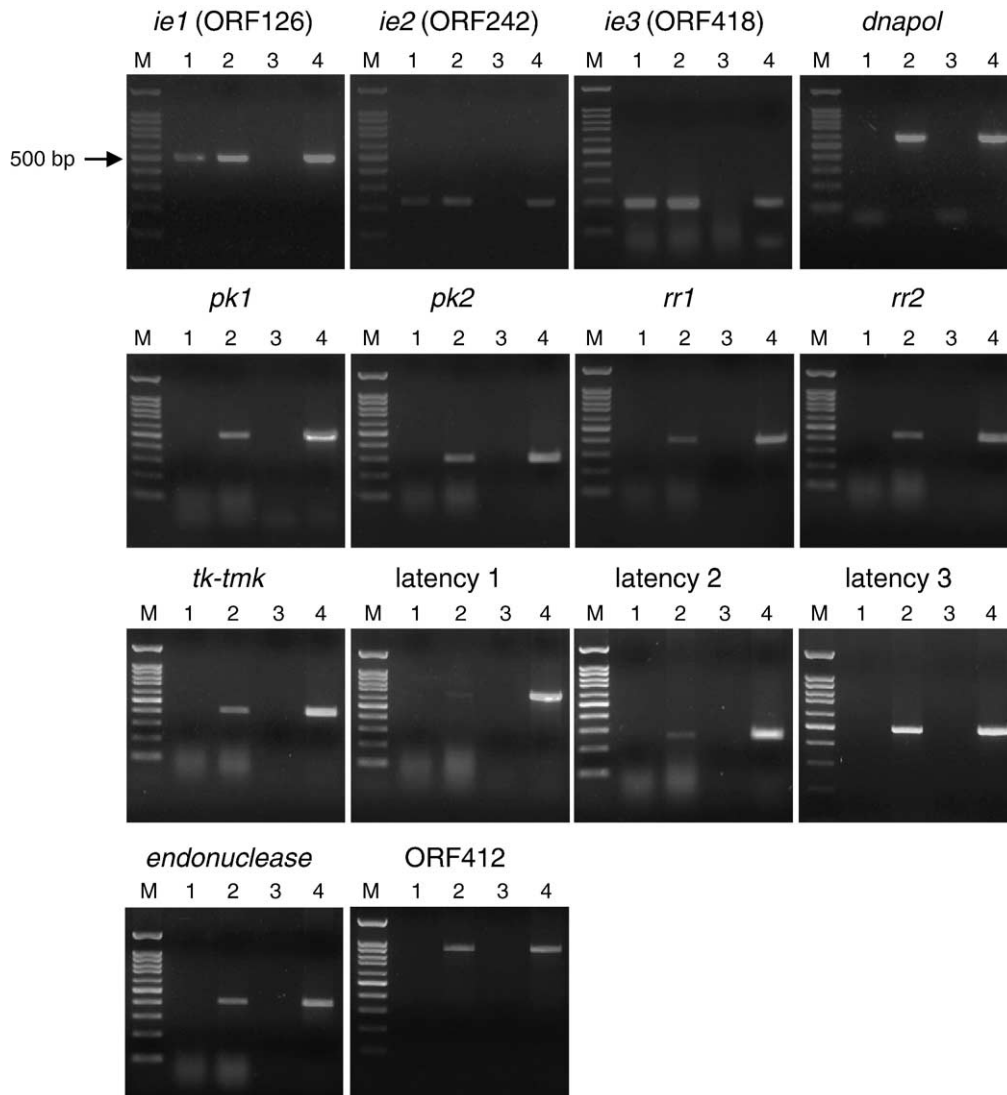 ie1 (ORF126) ie2 (ORF242) ie3 (ORF418) dnapol
M 1 2 3 4 M 1 2 3 4 M 1 2 3 4 M 1 2 3 4
500 bp
pk1 pk2 rr1 rr2
M 1 2 3 4 M 1 2 3 4 M 1 2 3 4 M 1 2 3 4
tk-tmk latency 1 latency 2 latency 3
M 1 2 3 4 M 1 2 3 4 M 1 2 3 4 M 1 2 3 4
endonuclease ORF412
M 1 2 3 4 M 1 2 3 4